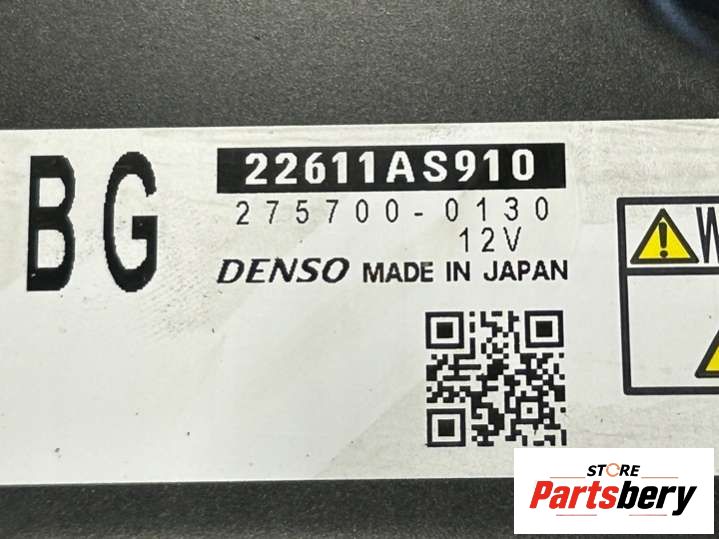 BG
22611AS910
275700-0130
12V
DENSO MADE IN JAPAN
STORE
Partsbery